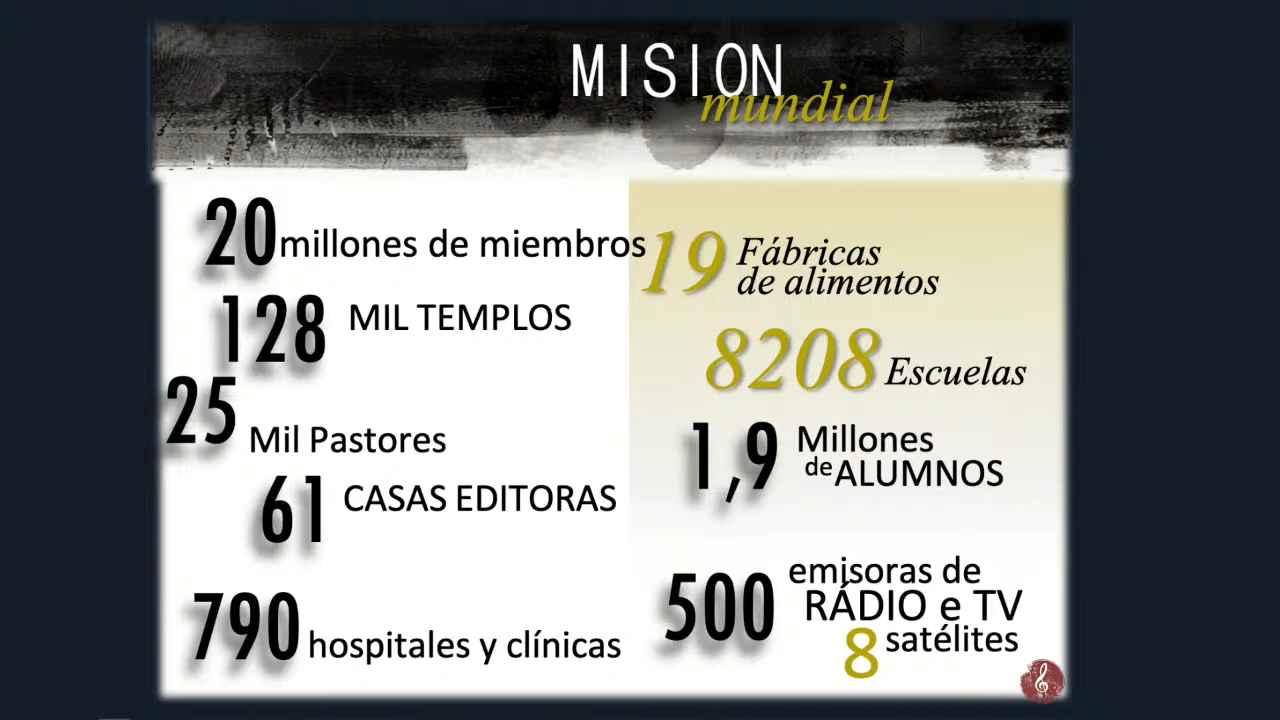 MISION
mundial
20 millones de miembros
128 MIL TEMPLOS
25 Mil Pastores
61 CASAS EDITORAS
790 hospitales y clínicas
19 Fábricas
de alimentos
8208 Escuelas
1,9 Millones
de ALUMNOS
500 emisoras de
RÁDIO e TV
8 satélites